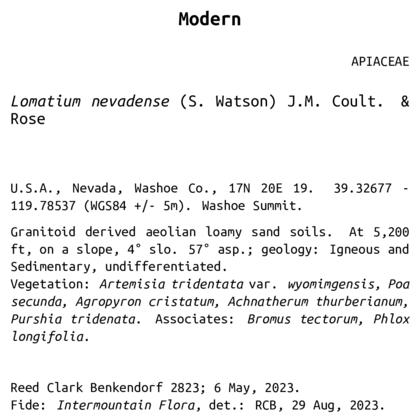 Modern
APIACEAE
Lomatium nevadense (S. Watson) J.M. Coult. &
Rose
U.S.A., Nevada, Washoe Co., 17N 20E 19. 39.32677 -
119.78537 (WGS84 +/- 5m). Washoe Summit.
Granitoid derived aeolian loamy sand soils. At 5,200
ft, on a slope, 4° slo. 57° asp.; geology: Igneous and
Sedimentary, undifferentiated.
Vegetation: Artemisia tridentata var. wyomimgensis, Poa
secunda, Agropyron cristatum, Achnatherum thurberianum,
Purshia tridenata. Associates: Bromus tectorum, Phlox
longifolia.
Reed Clark Benkendorf 2823; 6 May, 2023.
Fide: Intermountain Flora, det.: RCB, 29 Aug, 2023.